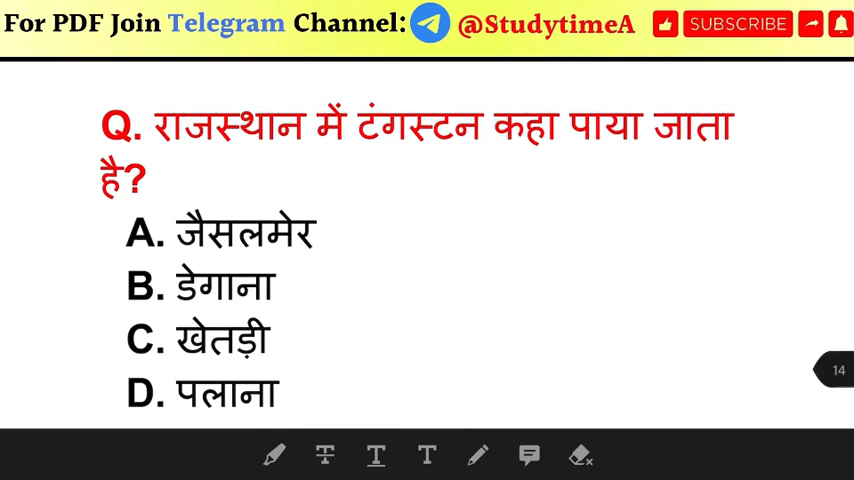 For PDF Join Telegram Channel: @StudytimeA SUBSCRIBE
Q. राजस्थान में टंगस्टन कहा पाया जाता
है?
A. जैसलमेर
B. डेगाना
C. खेतड़ी
D. पलाना
14
T T T